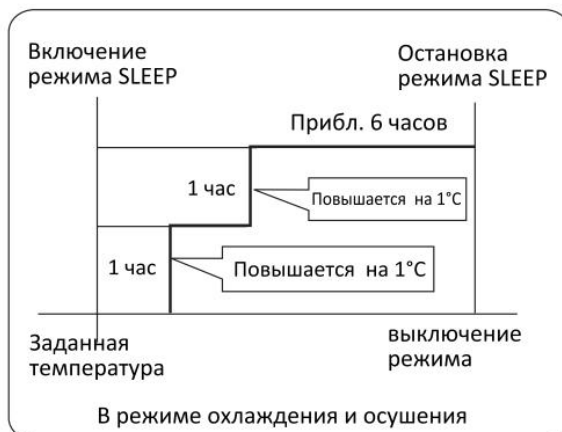 Включение
режима SLEEP
Остановка
режима SLEEP
Прибл. 6 часов
1 час
Повышается на 1°C
1 час
Повышается на 1°C
Заданная
температура
выключение
режима
В режиме охлаждения и осушения